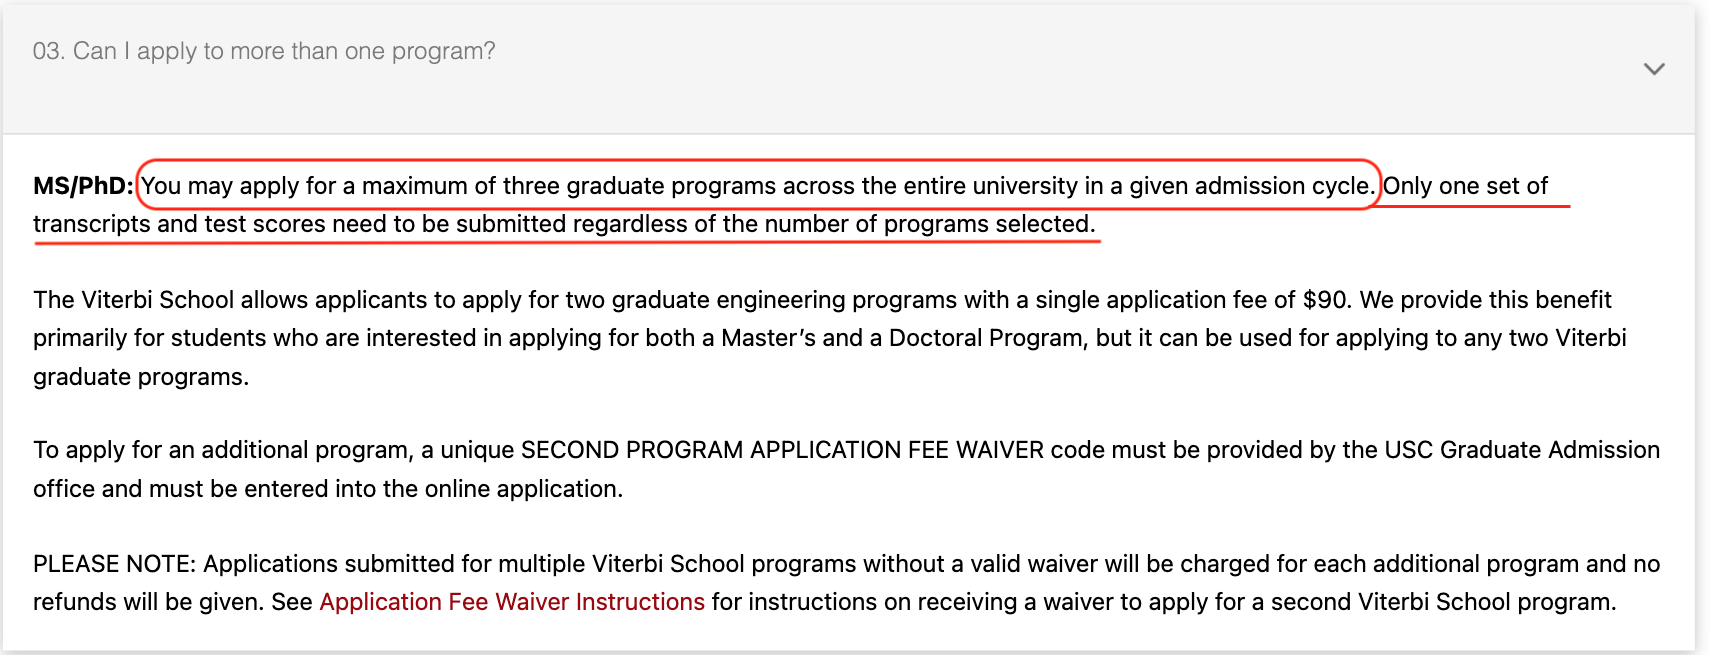 03. Can I apply to more than one program?
MS/PhD: You may apply for a maximum of three graduate programs across the entire university in a given admission cycle. Only one set of
transcripts and test scores need to be submitted regardless of the number of programs selected.
The Viterbi School allows applicants to apply for two graduate engineering programs with a single application fee of $90. We provide this benefit
primarily for students who are interested in applying for both a Master’s and a Doctoral Program, but it can be used for applying to any two Viterbi
graduate programs.
To apply for an additional program, a unique SECOND PROGRAM APPLICATION FEE WAIVER code must be provided by the USC Graduate Admission
office and must be entered into the online application.
PLEASE NOTE: Applications submitted for multiple Viterbi School programs without a valid waiver will be charged for each additional program and no
refunds will be given. See Application Fee Waiver Instructions for instructions on receiving a waiver to apply for a second Viterbi School program.